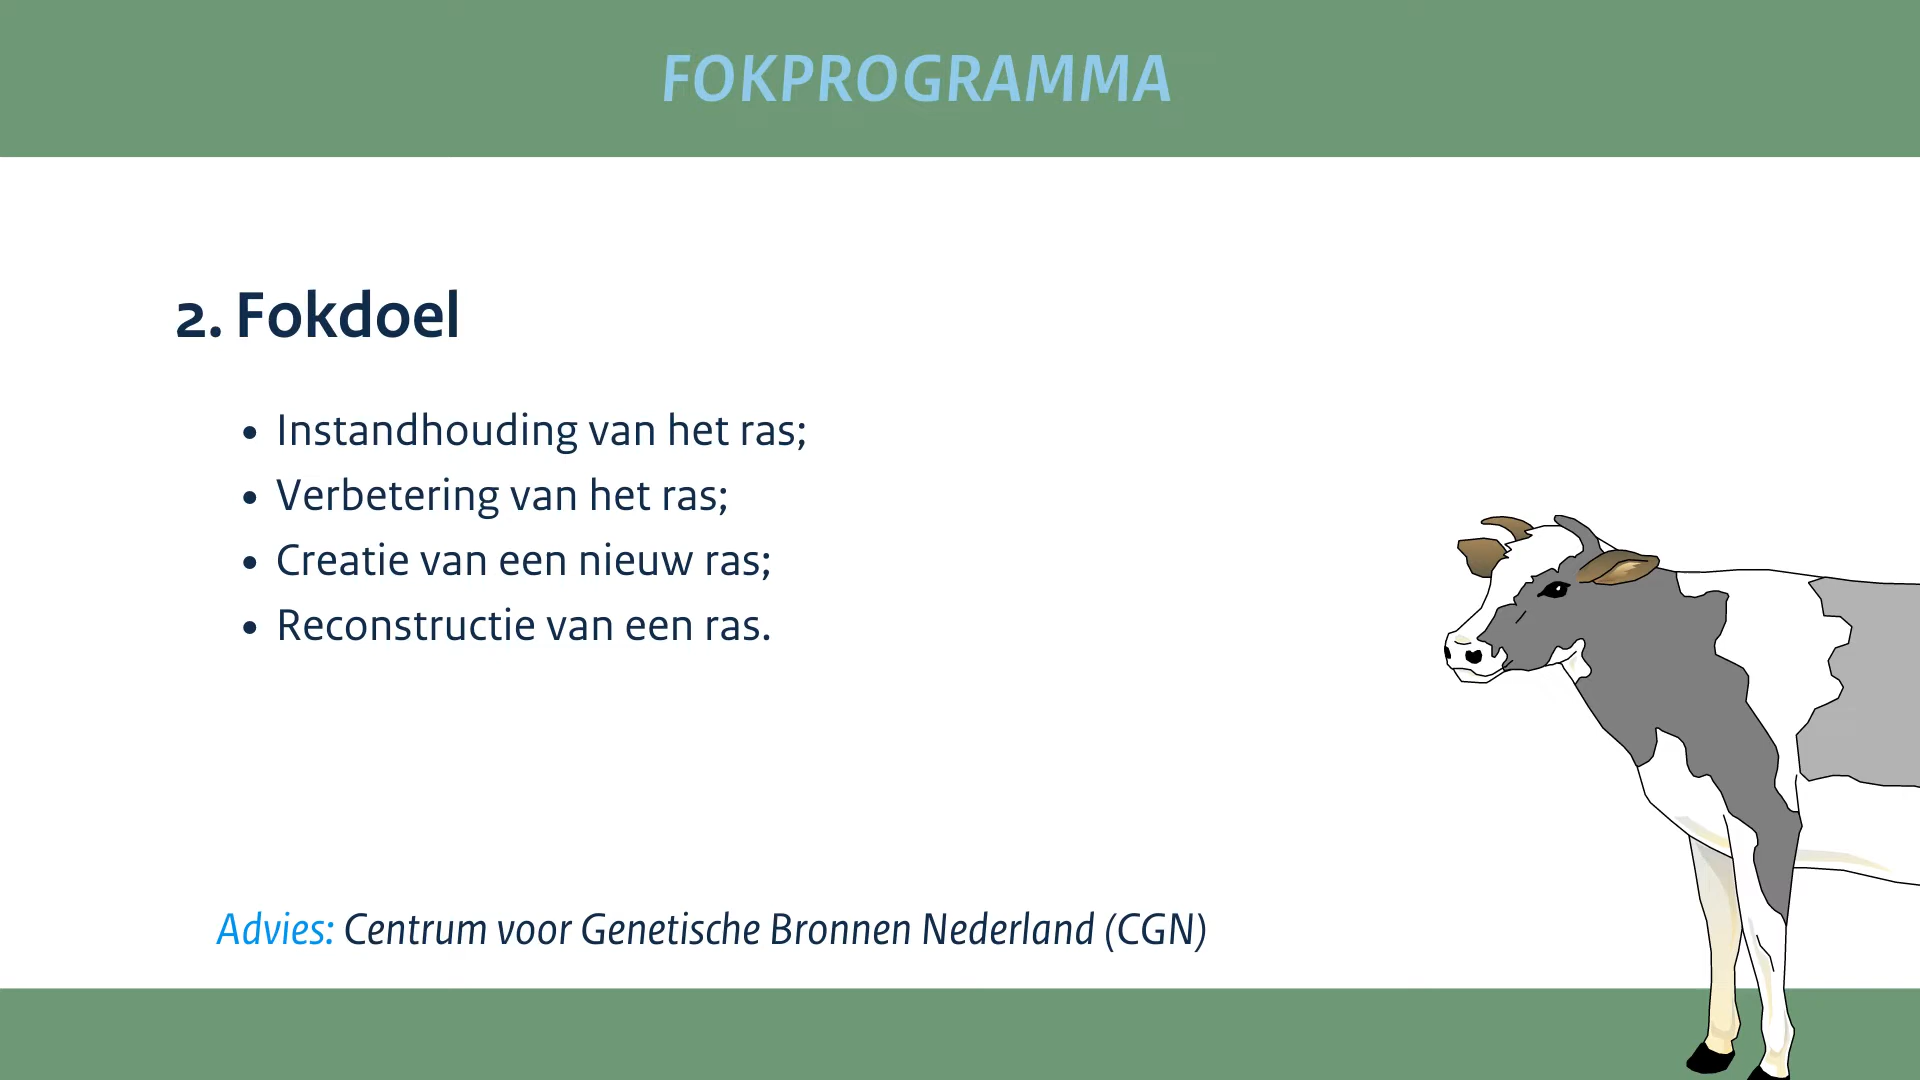 FOKPROGRAMMA
2. Fokdoel
• Instandhouding van het ras;
• Verbetering van het ras;
• Creatie van een nieuw ras;
• Reconstructie van een ras.
Advies: Centrum voor Genetische Bronnen Nederland (CGN)